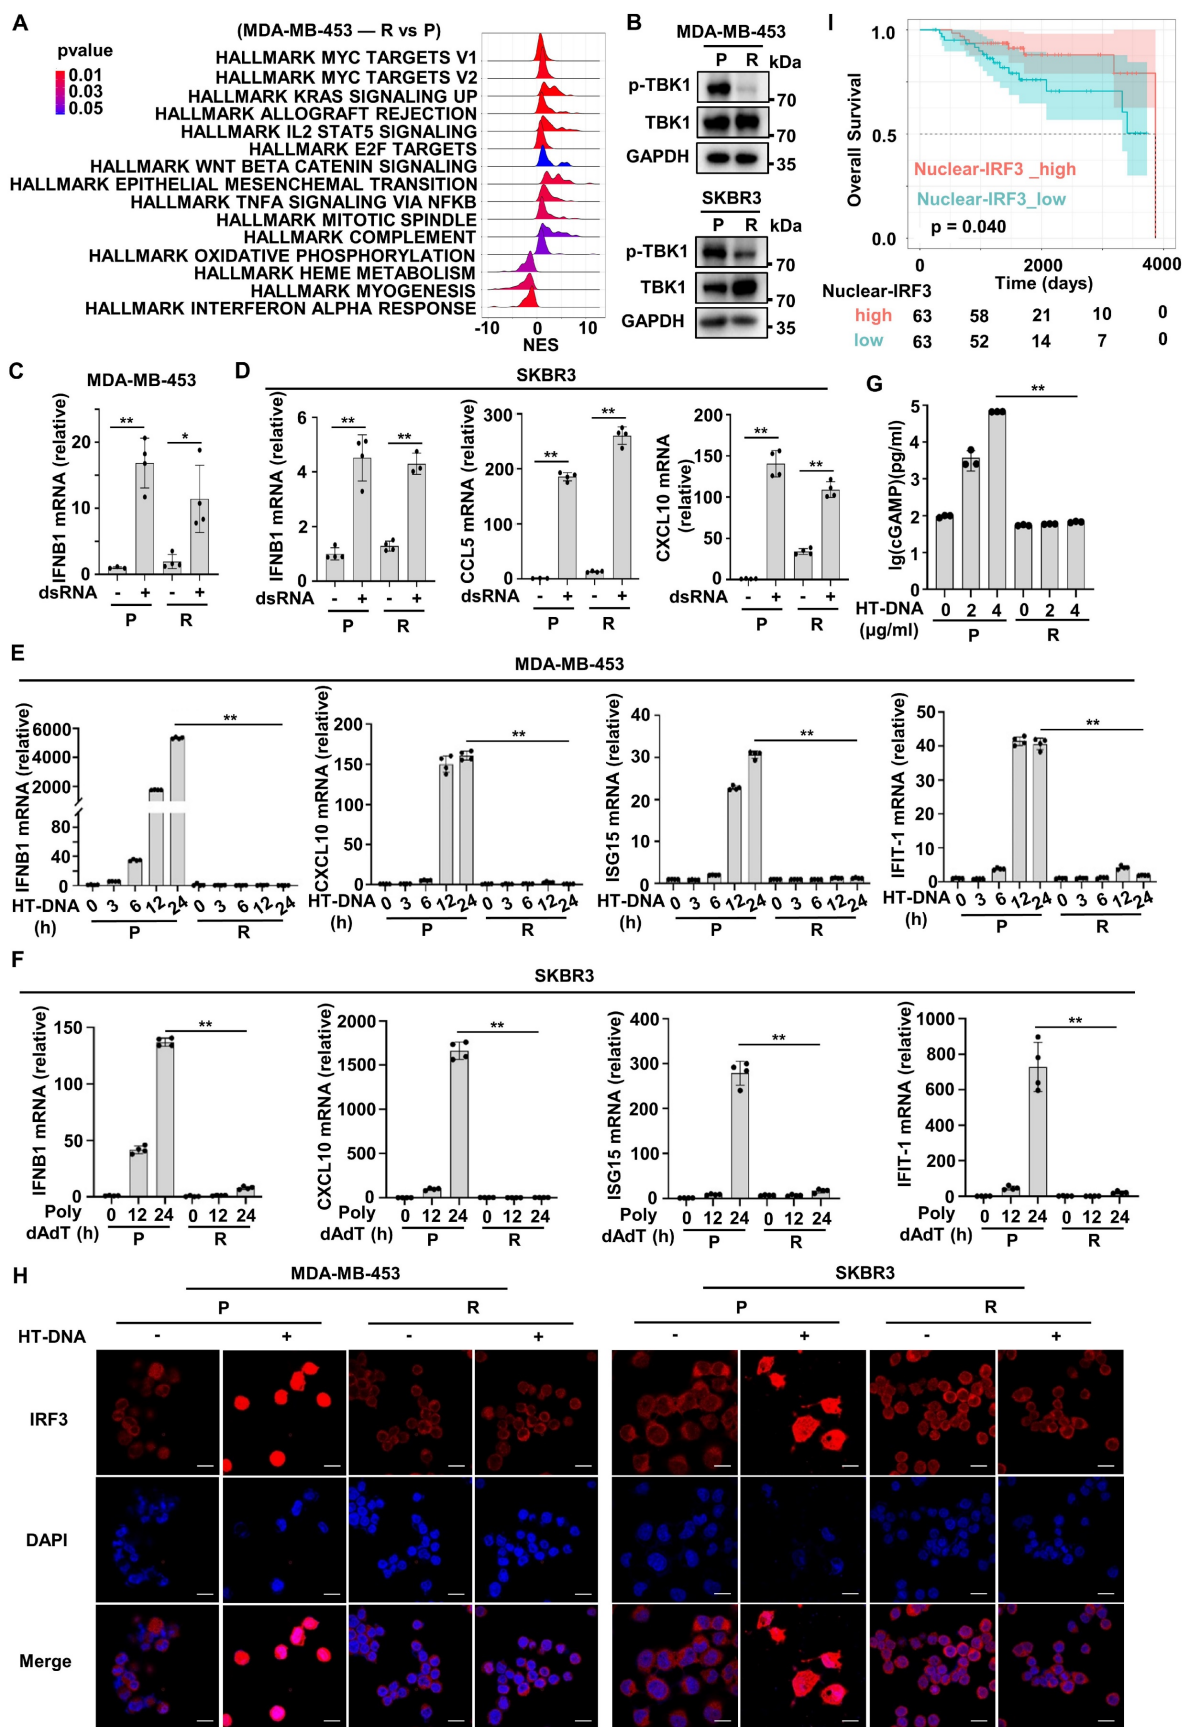 A
(MDA-MB-453 — R vs P)
pvalue
0.01
0.03
0.05
HALLMARK MYC TARGETS V1
HALLMARK MYC TARGETS V2
HALLMARK KRAS SIGNALING UP
HALLMARK ALLOGRAFT REJECTION
HALLMARK IL2 STAT5 SIGNALING
HALLMARK E2F TARGETS
HALLMARK WNT BETA CATENIN SIGNALING
HALLMARK EPITHELIAL MESENCHEMAL TRANSITION
HALLMARK TNFA SIGNALING VIA NFKB
HALLMARK MITOTIC SPINDLE
HALLMARK COMPLEMENT
HALLMARK OXIDATIVE PHOSPHORYLATION
HALLMARK HEME METABOLISM
HALLMARK MYOGENESIS
HALLMARK INTERFERON ALPHA RESPONSE
-10 0 10
NES
B
MDA-MB-453
P R kDa
p-TBK1
70
TBK1
70
GAPDH
35
SKBR3
P R kDa
p-TBK1
70
TBK1
70
GAPDH
35
I
Overall Survival
1.0
0.5
0.0
Nuclear-IRF3 _high
Nuclear-IRF3_low
p = 0.040
0 2000 4000
Time (days)
Nuclear-IRF3
high 63 58 21 10 0
low 63 52 14 7 0
C
MDA-MB-453
IFNB1 mRNA (relative)
20
10
0
** *
dsRNA - + - +
P R
D
SKBR3
IFNB1 mRNA (relative)
6
4
2
0
** **
dsRNA - + - +
P R
CCL5 mRNA (relative)
300
200
100
0
** **
dsRNA - + - +
P R
CXCL10 mRNA
(relative)
200
150
100
50
0
** **
dsRNA - + - +
P R
G
lg(cGAMP)(pg/ml)
5
4
3
2
1
0
**
HT-DNA 0 2 4 0 2 4
(μg/ml) P R
E
MDA-MB-453
IFNB1 mRNA (relative)
6000
4000
2000
80
40
0
**
HT-DNA 0 3 6 12 24 0 3 6 12 24
(h) P R
CXCL10 mRNA (relative)
200
150
100
50
0
**
HT-DNA 0 3 6 12 24 0 3 6 12 24
(h) P R
ISG15 mRNA (relative)
40
30
20
10
0
**
HT-DNA 0 3 6 12 24 0 3 6 12 24
(h) P R
IFIT-1 mRNA (relative)
50
40
30
20
10
0
**
HT-DNA 0 3 6 12 24 0 3 6 12 24
(h) P R
F
SKBR3
IFNB1 mRNA (relative)
150
100
50
0
**
Poly 0 12 24 0 12 24
dAdT (h) P R
CXCL10 mRNA (relative)
2000
1500
1000
500
0
**
Poly 0 12 24 0 12 24
dAdT (h) P R
ISG15 mRNA (relative)
400
300
200
100
0
**
Poly 0 12 24 0 12 24
dAdT (h) P R
IFIT-1 mRNA (relative)
1000
800
600
400
200
0
**
Poly 0 12 24 0 12 24
dAdT (h) P R
H
MDA-MB-453 SKBR3
P R P R
HT-DNA - + - + - + - +
IRF3
DAPI
Merge